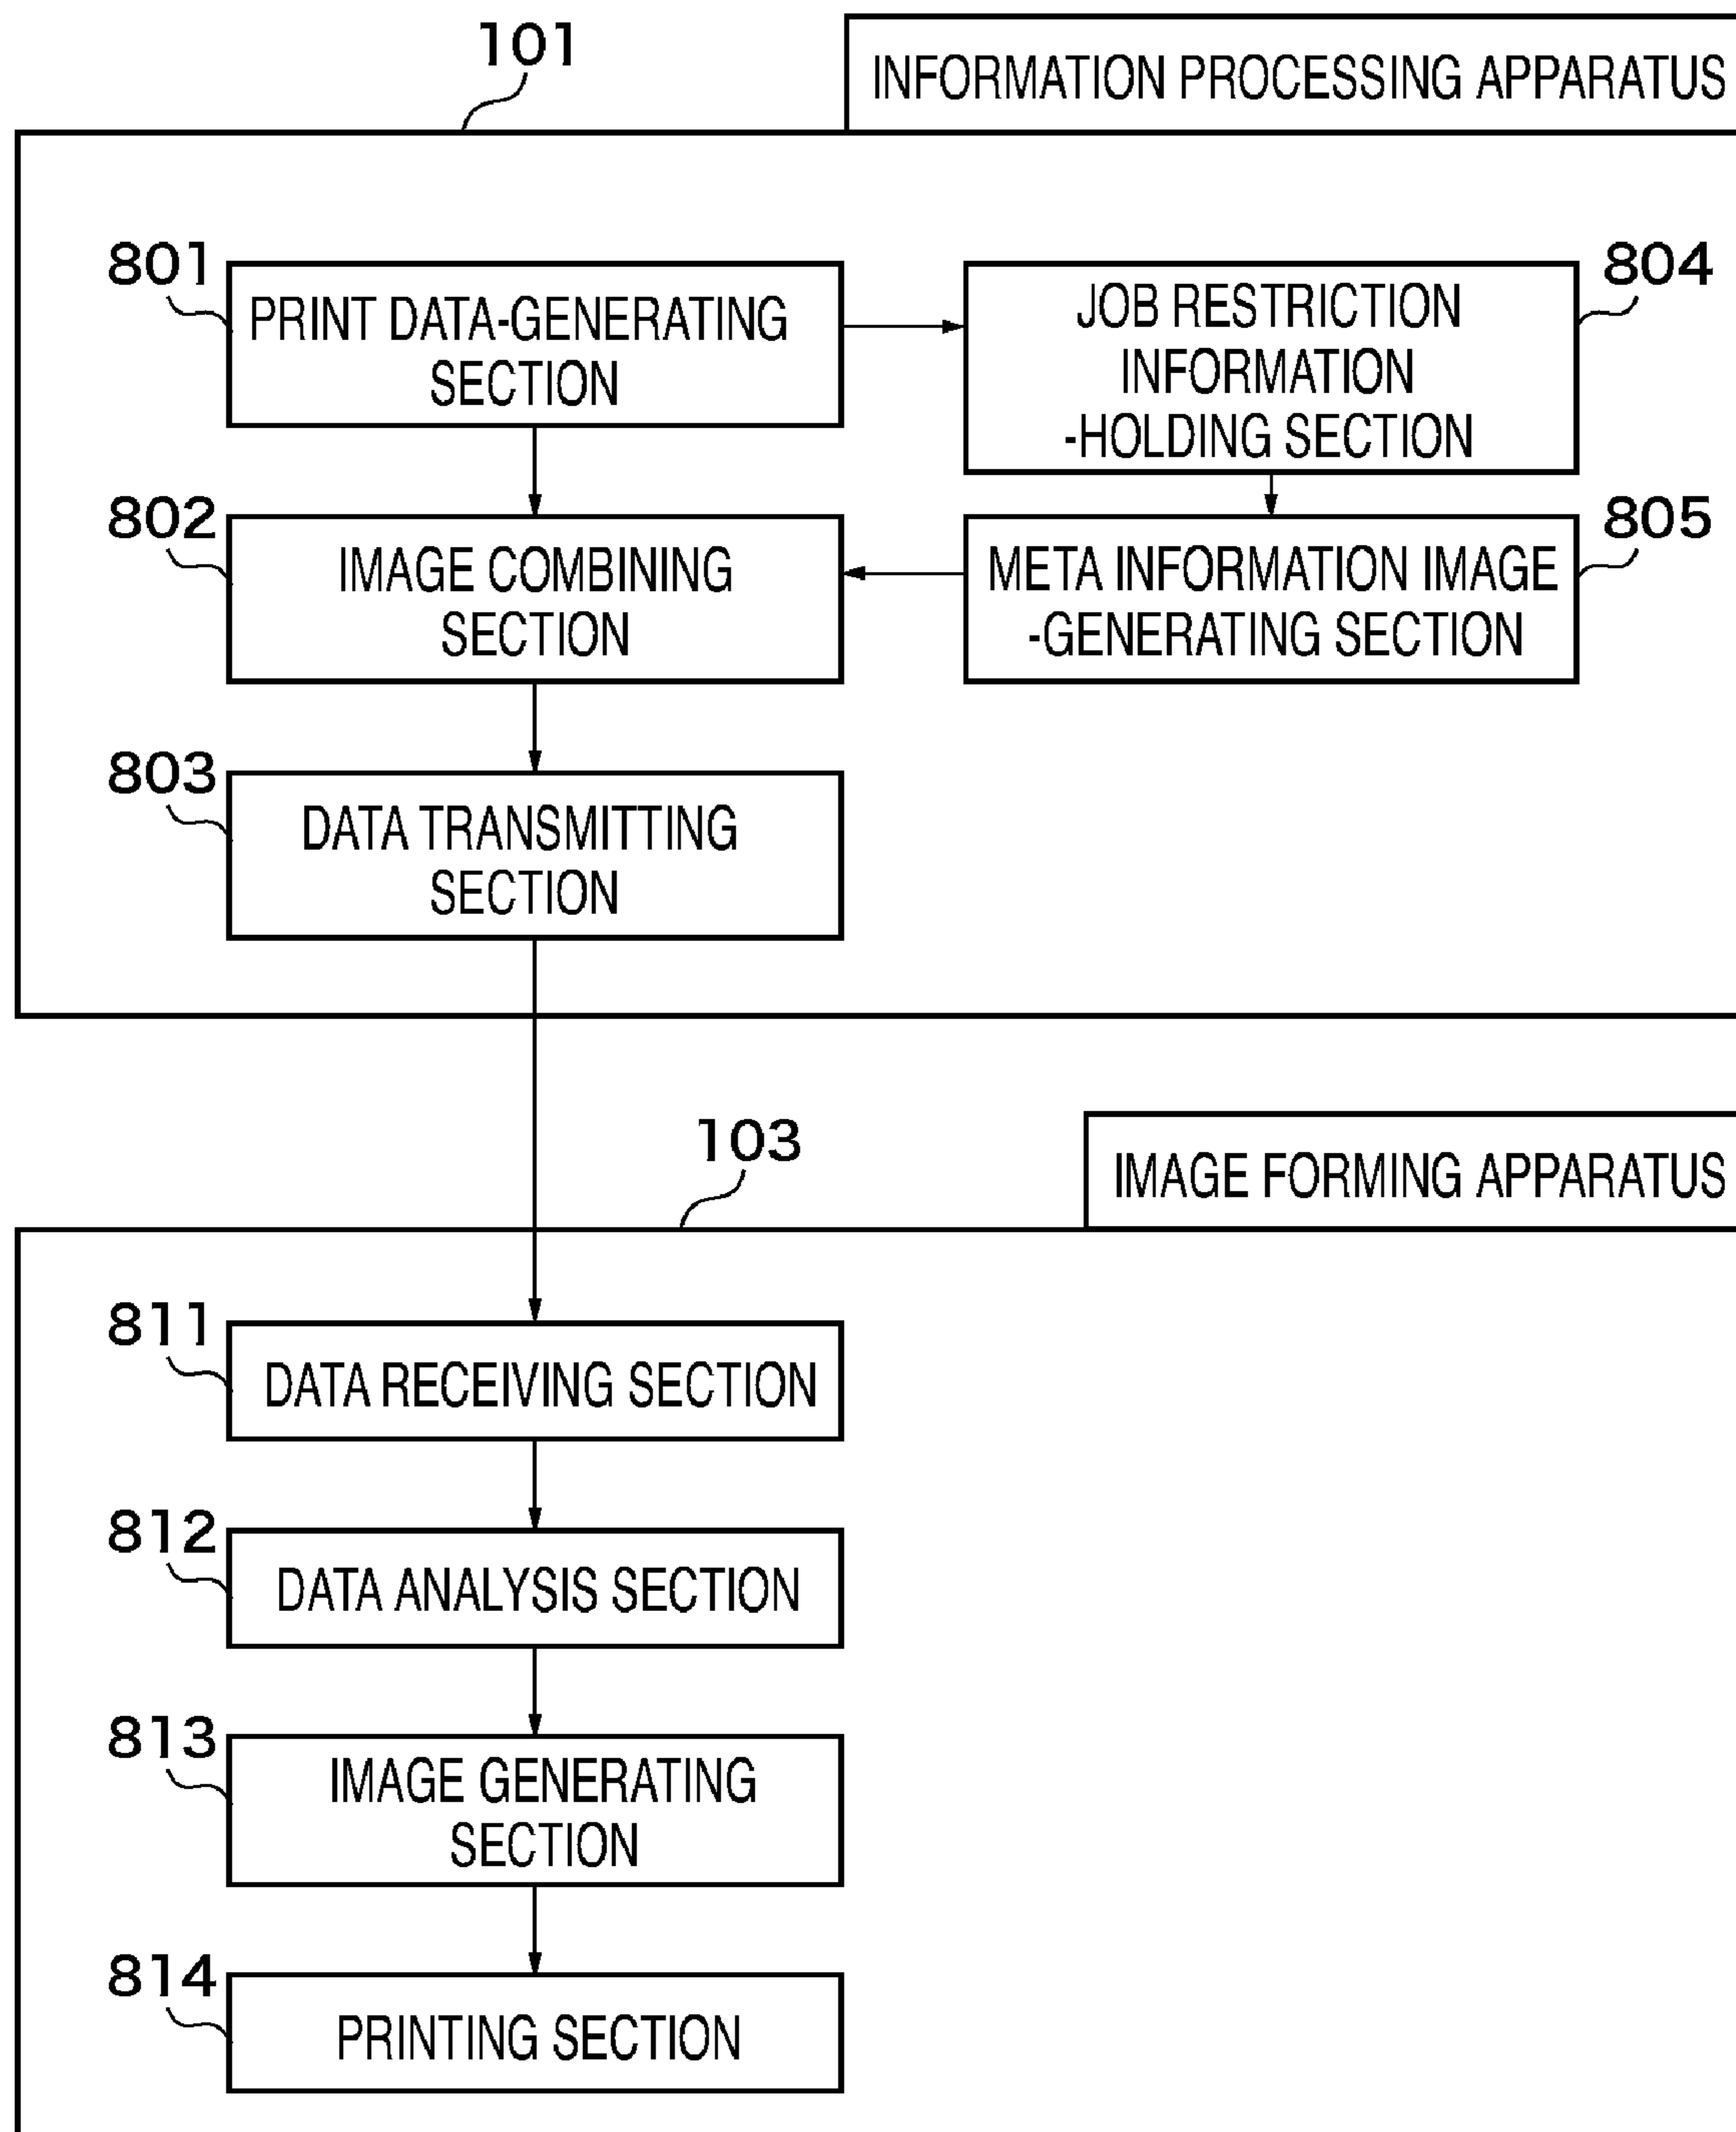 101
INFORMATION PROCESSING APPARATUS
801
PRINT DATA-GENERATING
SECTION
804
JOB RESTRICTION
INFORMATION
-HOLDING SECTION
802
IMAGE COMBINING
SECTION
805
META INFORMATION IMAGE
-GENERATING SECTION
803
DATA TRANSMITTING
SECTION
103
IMAGE FORMING APPARATUS
811
DATA RECEIVING SECTION
812
DATA ANALYSIS SECTION
813
IMAGE GENERATING
SECTION
814
PRINTING SECTION